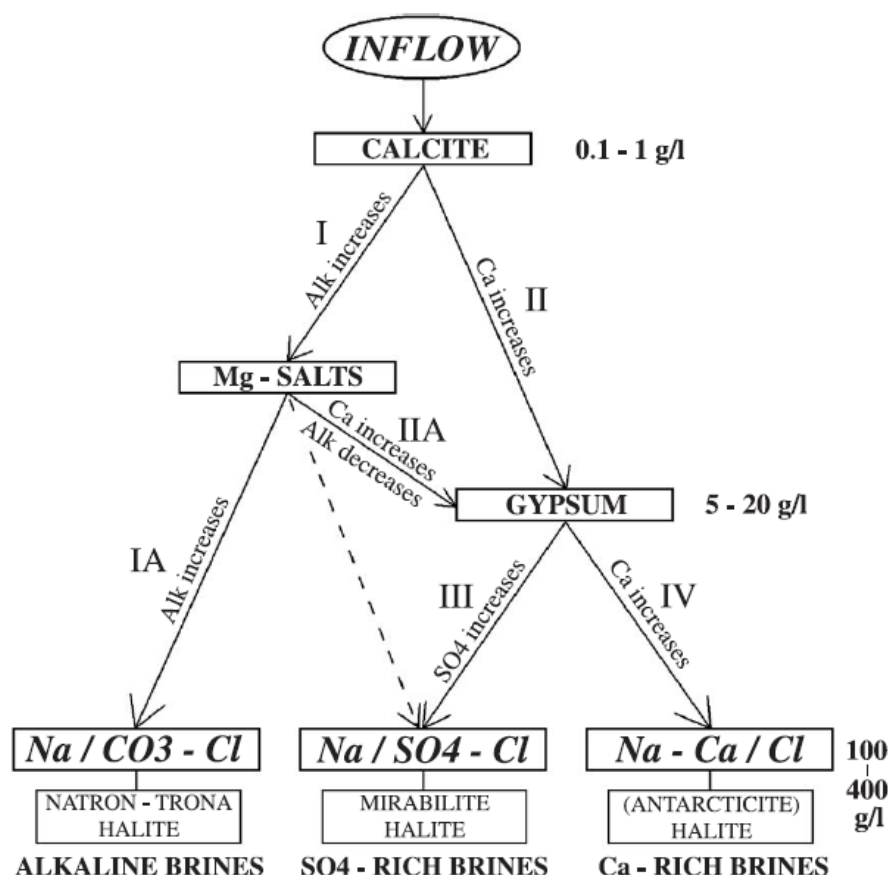 INFLOW
CALCITE
0.1 - 1 g/l
I
Alk increases
Ca increases
II
Mg - SALTS
Ca increases
Alk decreases
IIA
GYPSUM
5 - 20 g/l
IA
Alk increases
III
SO4 increases
Ca increases
IV
Na / CO3 - Cl
Na / SO4 - Cl
Na - Ca / Cl
100
400
g/l
NATRON - TRONA
HALITE
MIRABILITE
HALITE
(ANTARCTICITE)
HALITE
ALKALINE BRINES
SO4 - RICH BRINES
Ca - RICH BRINES